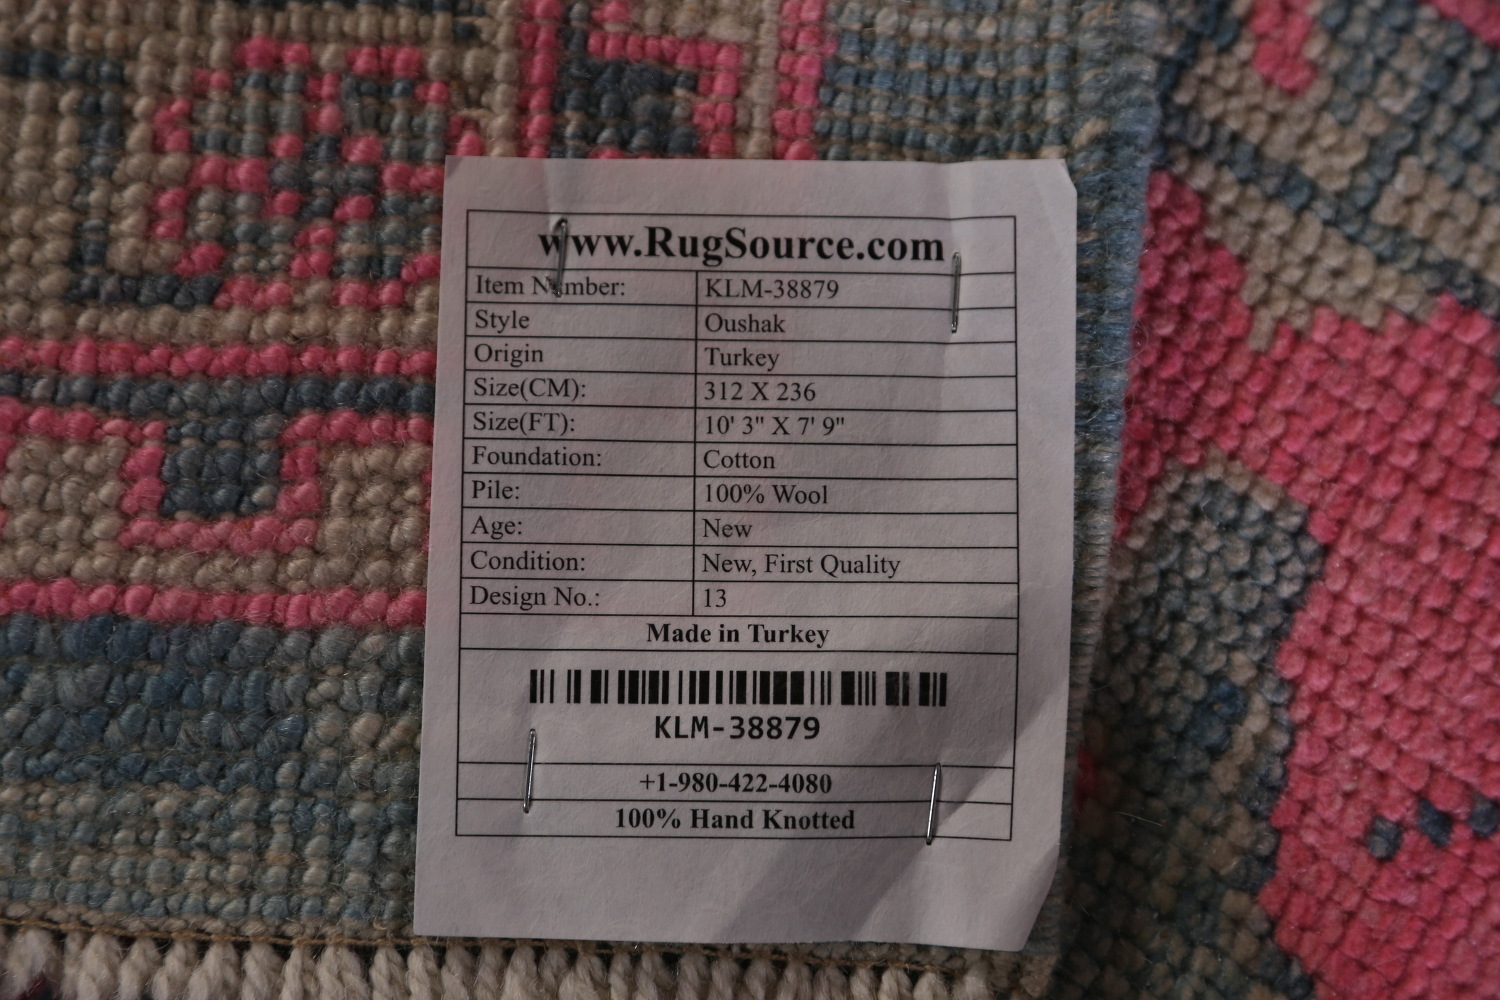 www.RugSource.com
Item Number: KLM-38879
Style Oushak
Origin Turkey
Size(CM): 312 X 236
Size(FT): 10' 3" X 7' 9"
Foundation: Cotton
Pile: 100% Wool
Age: New
Condition: New, First Quality
Design No.: 13
Made in Turkey
KLM-38879
+1-980-422-4080
100% Hand Knotted